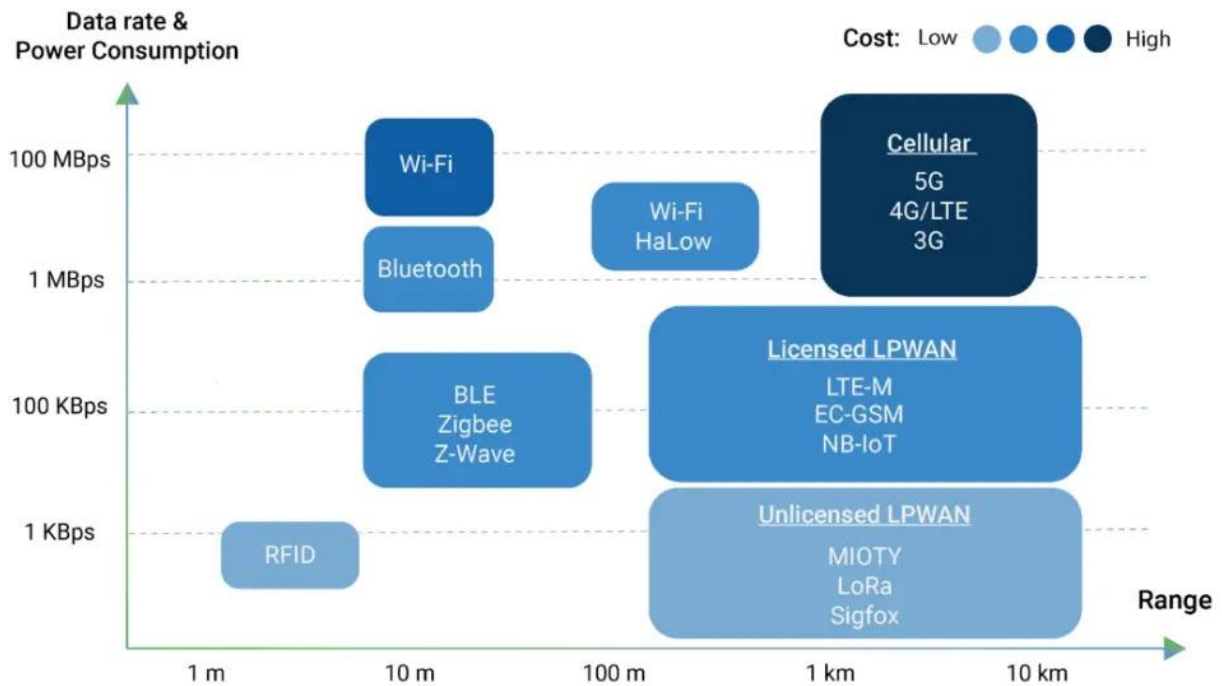 Data rate &
Power Consumption
Cost: Low High
100 MBps
1 MBps
100 KBps
1 KBps
Wi-Fi
Bluetooth
Wi-Fi
HaLow
Cellular
5G
4G/LTE
3G
BLE
Zigbee
Z-Wave
Licensed LPWAN
LTE-M
EC-GSM
NB-IoT
RFID
Unlicensed LPWAN
MIOTY
LoRa
Sigfox
Range
1 m
10 m
100 m
1 km
10 km